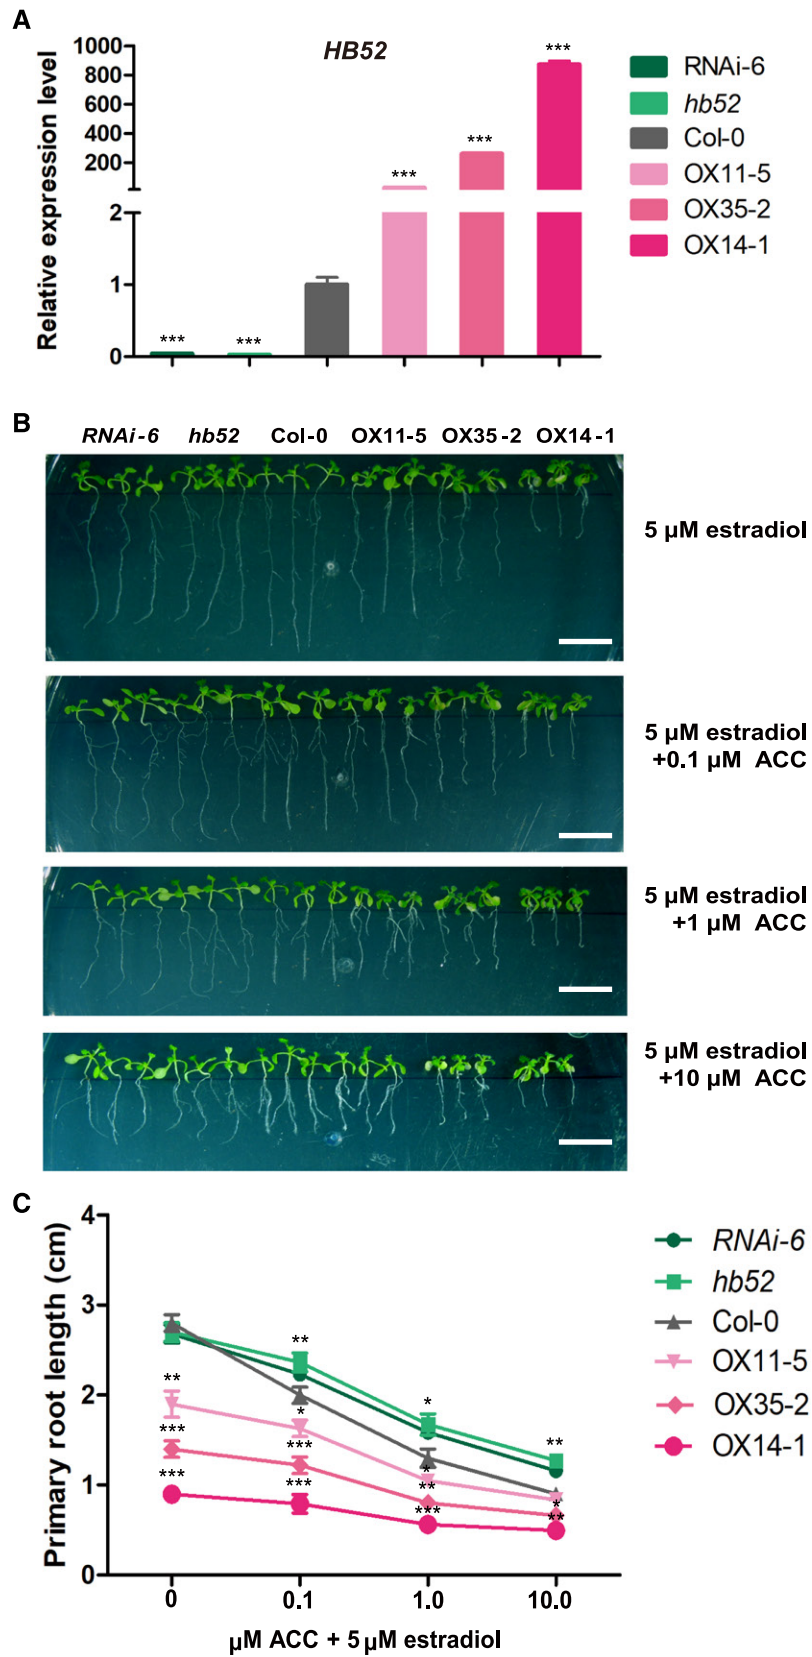 A
HB52
Relative expression level
1000
800
600
400
200
2
1
0
***
***
***
***
***
RNAi-6
hb52
Col-0
OX11-5
OX35-2
OX14-1
B
RNAi-6 hb52 Col-0 OX11-5 OX35-2 OX14-1
5 µM estradiol
5 µM estradiol
+0.1 µM ACC
5 µM estradiol
+1 µM ACC
5 µM estradiol
+10 µM ACC
C
Primary root length (cm)
4
3
2
1
0
**
***
***
**
*
***
***
*
*
**
***
**
*
**
0 0.1 1.0 10.0
µM ACC + 5 µM estradiol
RNAi-6
hb52
Col-0
OX11-5
OX35-2
OX14-1